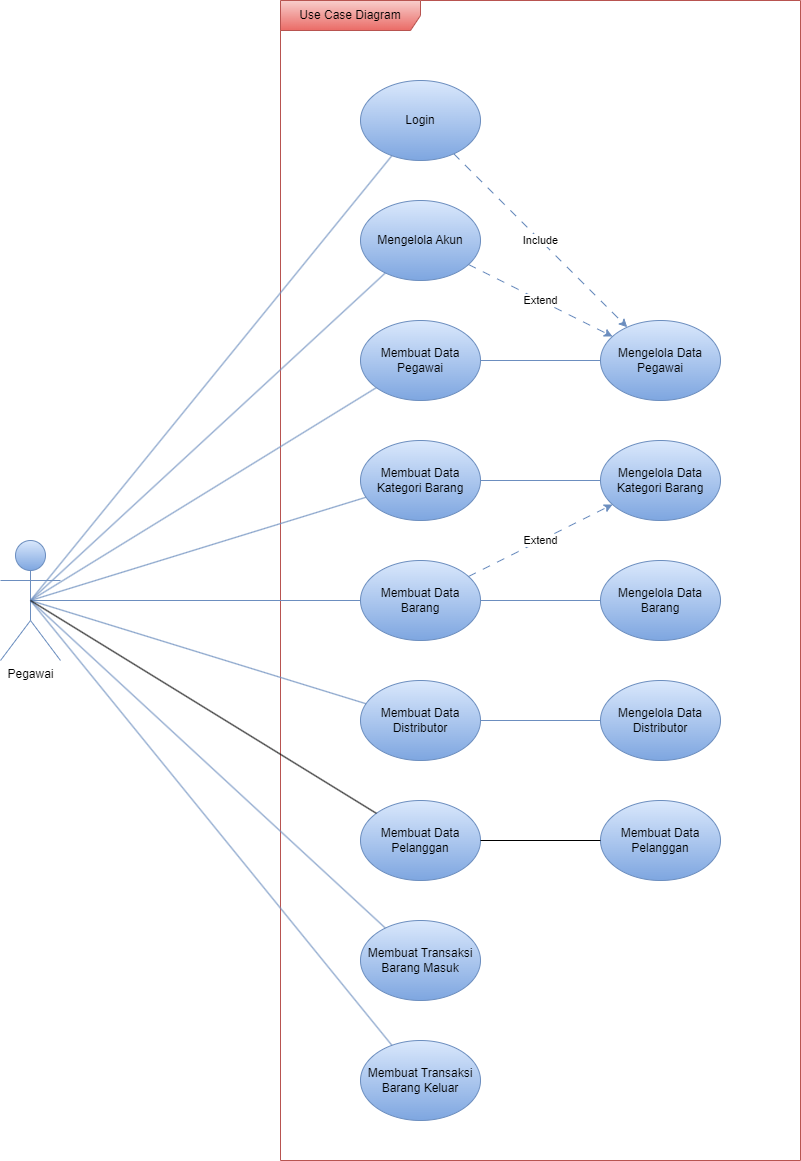 Use Case Diagram
Login
Include
Mengelola Akun
Extend
Membuat Data
Pegawai
Mengelola Data
Pegawai
Membuat Data
Kategori Barang
Mengelola Data
Kategori Barang
Extend
Membuat Data
Barang
Mengelola Data
Barang
Pegawai
Membuat Data
Distributor
Mengelola Data
Distributor
Membuat Data
Pelanggan
Membuat Data
Pelanggan
Membuat Transaksi
Barang Masuk
Membuat Transaksi
Barang Keluar